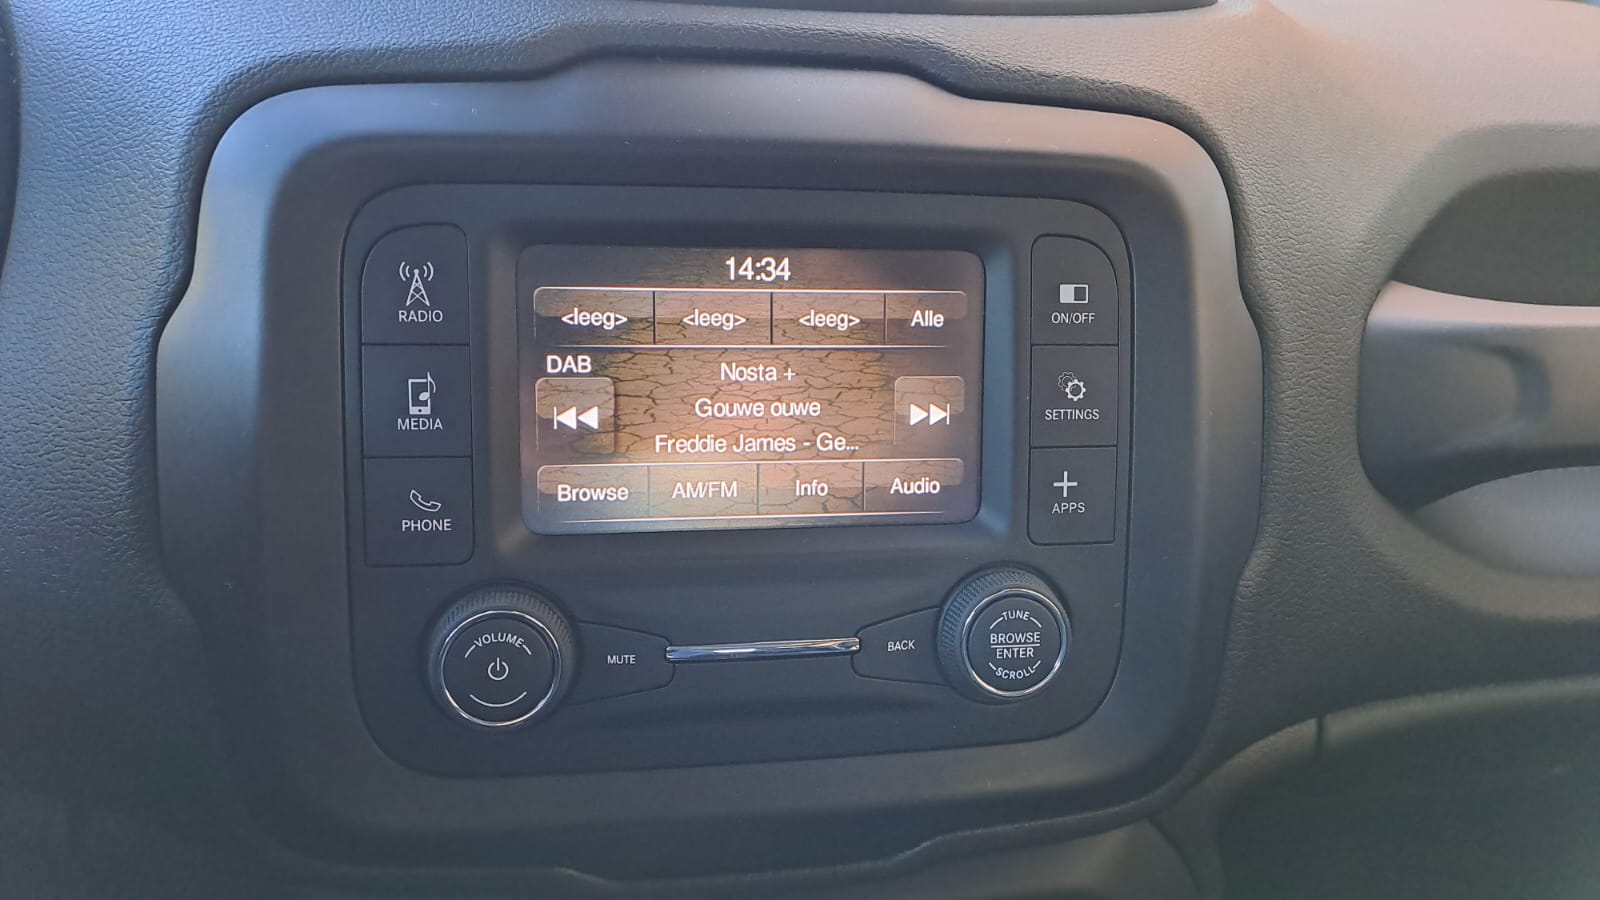 14:34
<leeg> <leeg> <leeg> Alle
DAB
Nosta +
Gouwe ouwe
Freddie James - Ge...
Browse AM/FM Info Audio
RADIO
MEDIA
PHONE
ON/OFF
SETTINGS
APPS
VOLUME
MUTE
BACK
TUNE
BROWSE
ENTER
SCROLL